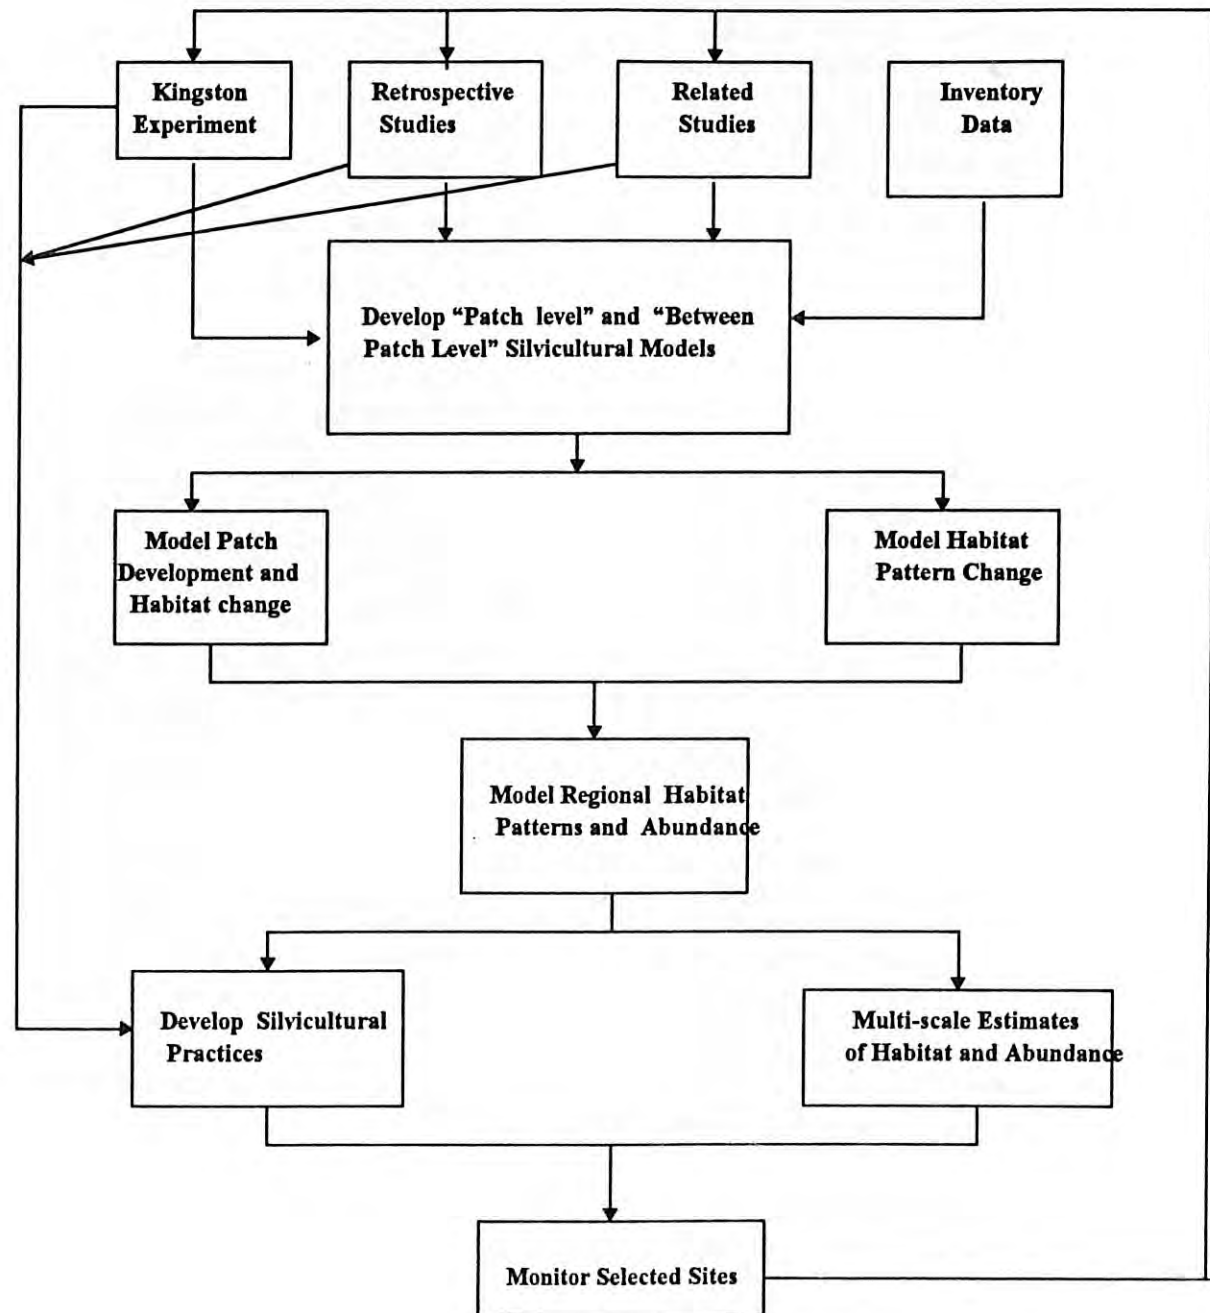 Kingston
Experiment
Retrospective
Studies
Related
Studies
Inventory
Data
Develop “Patch level” and “Between
Patch Level” Silvicultural Models
Model Patch
Development and
Habitat change
Model Habitat
Pattern Change
Model Regional Habitat
Patterns and Abundance
Develop Silvicultural
Practices
Multi-scale Estimates
of Habitat and Abundance
Monitor Selected Sites